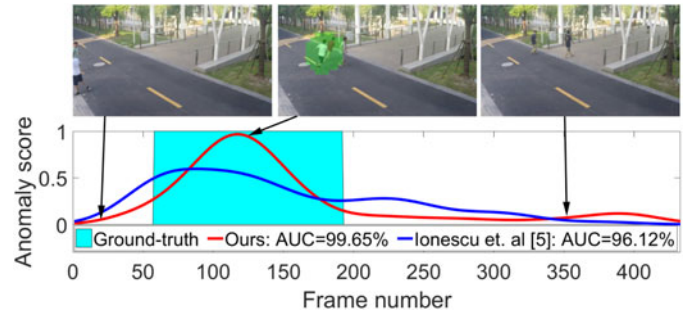 Anomaly score
1
0.5
0
Ground-truth Ours: AUC=99.65% Ionescu et. al [5]: AUC=96.12%
0 50 100 150 200 250 300 350 400
Frame number